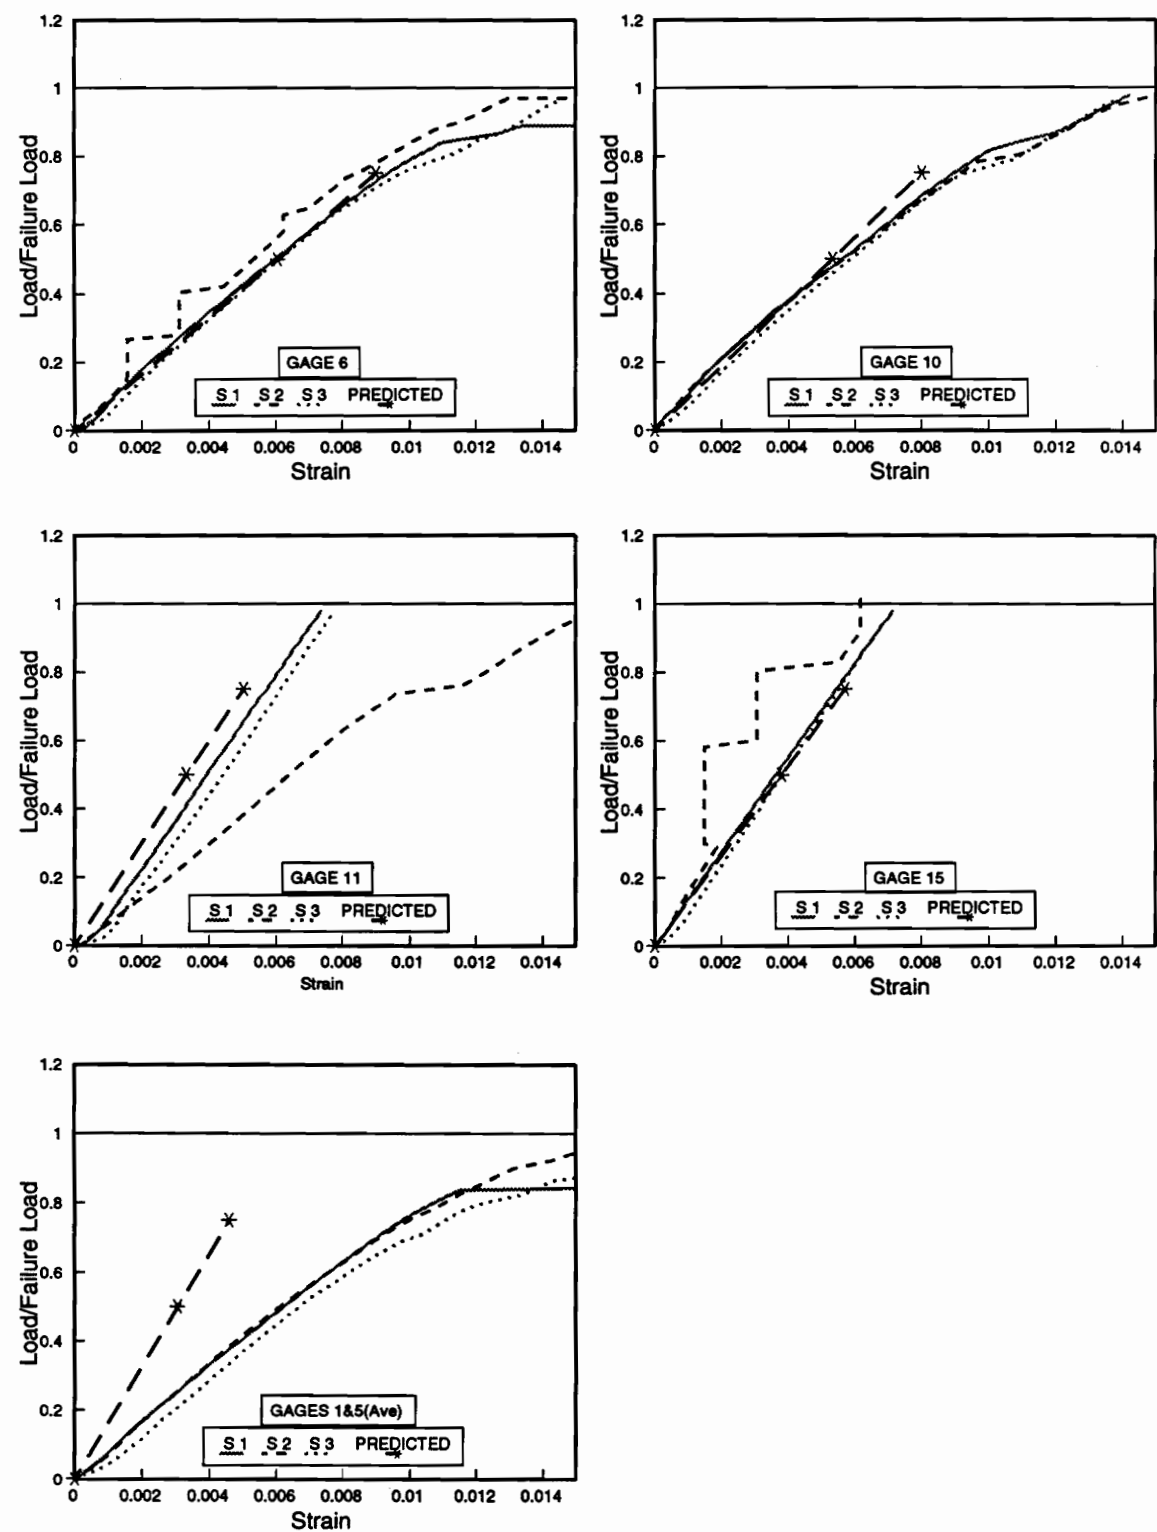 1.2
1
0.8
0.6
0.4
0.2
0
Load/Failure Load
GAGE 6
S 1 S 2 S 3 PREDICTED
0 0.002 0.004 0.006 0.008 0.01 0.012 0.014
Strain
1.2
1
0.8
0.6
0.4
0.2
0
Load/Failure Load
GAGE 10
S 1 S 2 S 3 PREDICTED
0 0.002 0.004 0.006 0.008 0.01 0.012 0.014
Strain
1.2
1
0.8
0.6
0.4
0.2
0
Load/Failure Load
GAGE 11
S 1 S 2 S 3 PREDICTED
0 0.002 0.004 0.006 0.008 0.01 0.012 0.014
Strain
1.2
1
0.8
0.6
0.4
0.2
0
Load/Failure Load
GAGE 15
S 1 S 2 S 3 PREDICTED
0 0.002 0.004 0.006 0.008 0.01 0.012 0.014
Strain
1.2
1
0.8
0.6
0.4
0.2
0
Load/Failure Load
GAGES 1&5(Ave)
S 1 S 2 S 3 PREDICTED
0 0.002 0.004 0.006 0.008 0.01 0.012 0.014
Strain